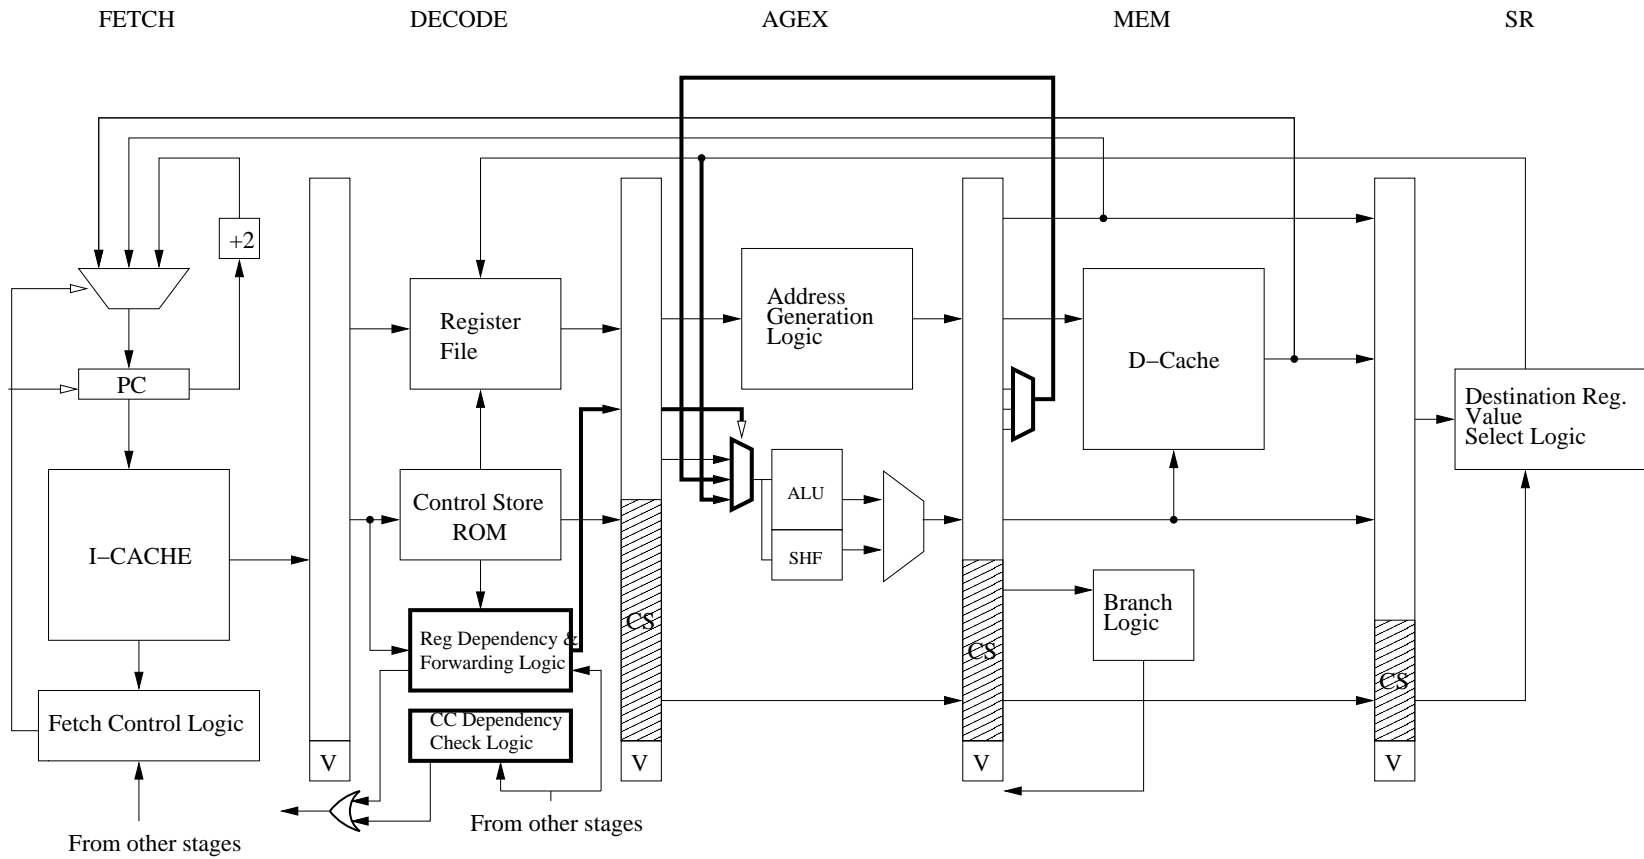 FETCH
DECODE
AGEX
MEM
SR
+2
PC
I–CACHE
Fetch Control Logic
From other stages
V
Register
File
Control Store
ROM
Reg Dependency &
Forwarding Logic
CC Dependency
Check Logic
From other stages
CS
V
Address
Generation
Logic
ALU
SHF
CS
V
D–Cache
Branch
Logic
CS
V
Destination Reg.
Value
Select Logic